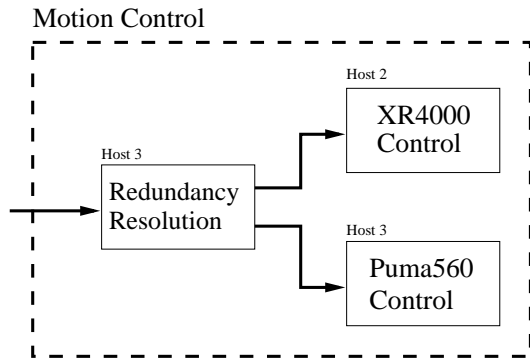 Motion Control
Host 2
XR4000
Control
Host 3
Redundancy
Resolution
Host 3
Puma560
Control